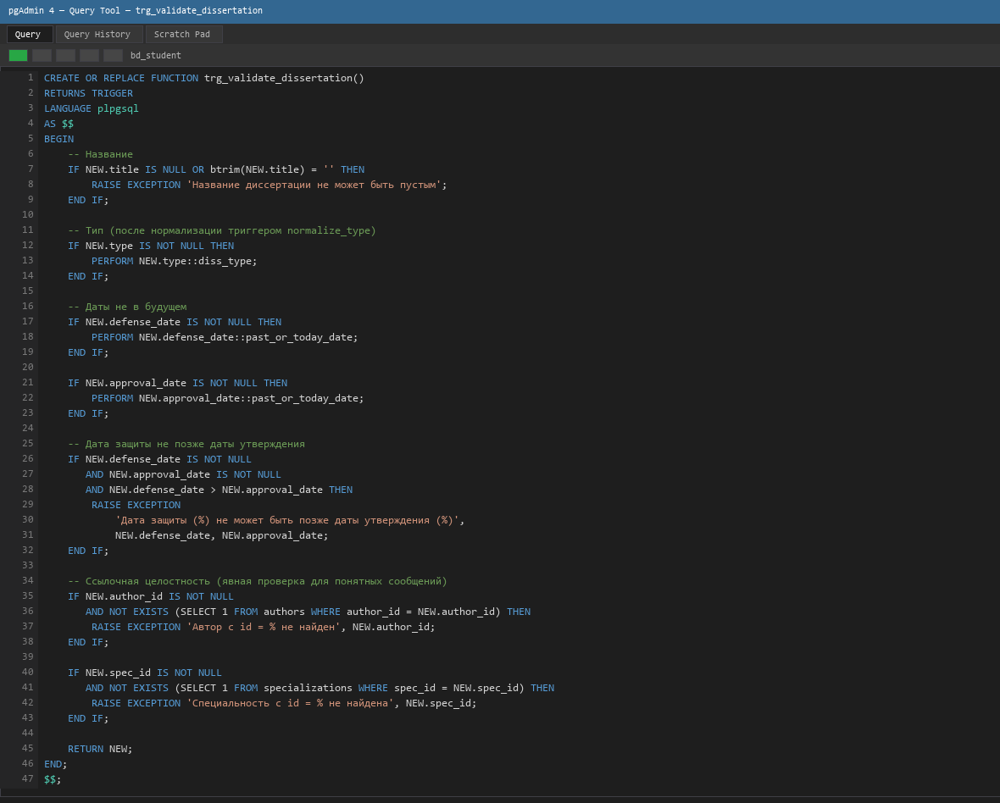 pgAdmin 4 — Query Tool — trg_validate_dissertation
Query Query History Scratch Pad
bd_student
1 CREATE OR REPLACE FUNCTION trg_validate_dissertation()
2 RETURNS TRIGGER
3 LANGUAGE plpgsql
4 AS $$
5 BEGIN
6     -- Название
7     IF NEW.title IS NULL OR btrim(NEW.title) = '' THEN
8         RAISE EXCEPTION 'Название диссертации не может быть пустым';
9     END IF;
10
11     -- Тип (после нормализации триггером normalize_type)
12     IF NEW.type IS NOT NULL THEN
13         PERFORM NEW.type::diss_type;
14     END IF;
15
16     -- Даты не в будущем
17     IF NEW.defense_date IS NOT NULL THEN
18         PERFORM NEW.defense_date::past_or_today_date;
19     END IF;
20
21     IF NEW.approval_date IS NOT NULL THEN
22         PERFORM NEW.approval_date::past_or_today_date;
23     END IF;
24
25     -- Дата защиты не позже даты утверждения
26     IF NEW.defense_date IS NOT NULL
27        AND NEW.approval_date IS NOT NULL
28        AND NEW.defense_date > NEW.approval_date THEN
29         RAISE EXCEPTION
30             'Дата защиты (%) не может быть позже даты утверждения (%)',
31             NEW.defense_date, NEW.approval_date;
32     END IF;
33
34     -- Ссылочная целостность (явная проверка для понятных сообщений)
35     IF NEW.author_id IS NOT NULL
36        AND NOT EXISTS (SELECT 1 FROM authors WHERE author_id = NEW.author_id) THEN
37         RAISE EXCEPTION 'Автор с id = % не найден', NEW.author_id;
38     END IF;
39
40     IF NEW.spec_id IS NOT NULL
41        AND NOT EXISTS (SELECT 1 FROM specializations WHERE spec_id = NEW.spec_id) THEN
42         RAISE EXCEPTION 'Специальность с id = % не найдена', NEW.spec_id;
43     END IF;
44
45     RETURN NEW;
46 END;
47 $$;